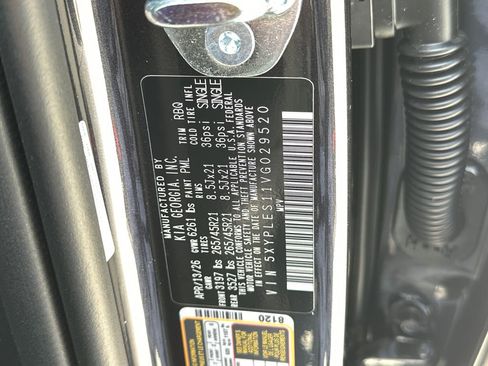 MANUFACTURED BY
KIA GEORGIA, INC.
APR/13/26 GVWR 6261 lbs PAINT PML TRIM RBQ
GAWR TIRES RIMS COLD TIRE INFL
FRONT 3197 lbs 265/45R21 8.5Jx21 36psi SINGLE
REAR 3527 lbs 265/45R21 8.5Jx21 36psi SINGLE
THIS VEHICLE CONFORMS TO ALL APPLICABLE U.S.A. FEDERAL
MOTOR VEHICLE SAFETY, THEFT PREVENTION STANDARDS
IN EFFECT ON THE DATE OF MANUFACTURE SHOWN ABOVE
VIN 5XYPLES11VG029520
MPV
8120